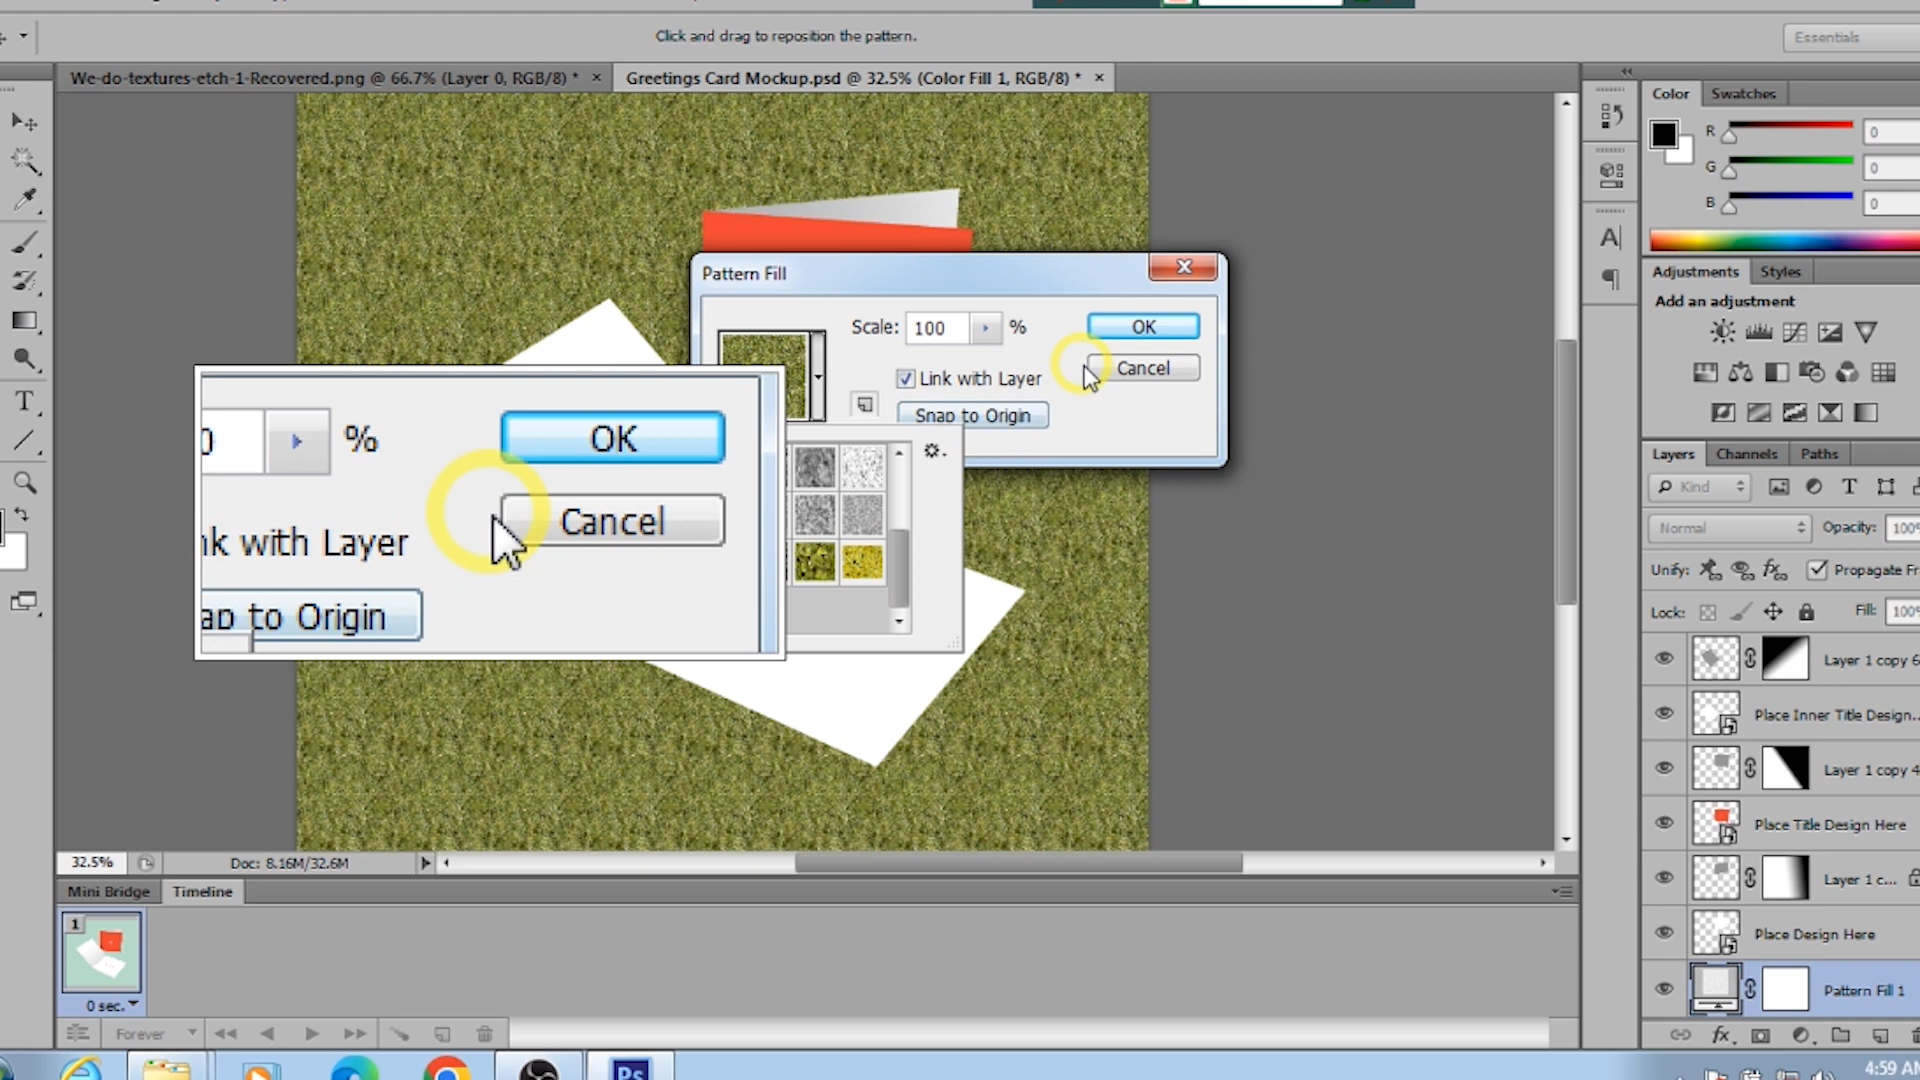 Click and drag to reposition the pattern.
Essentials
We-do-textures-etch-1-Recovered.png @ 66.7% (Layer 0, RGB/8) * ×
Greetings Card Mockup.psd @ 32.5% (Color Fill 1, RGB/8) * ×
Color Swatches
R 0
G 0
B 0
Adjustments Styles
Add an adjustment
Pattern Fill
Scale: 100 %
OK
Cancel
Link with Layer
Snap to Origin
0 %
OK
Cancel
nk with Layer
ap to Origin
Layers Channels Paths
Kind
Normal Opacity: 100%
Unify: Propagate Fr
Lock: Fill: 100%
Layer 1 copy 6
Place Inner Title Design...
Layer 1 copy 4
Place Title Design Here
Layer 1 c...
Place Design Here
Pattern Fill 1
32.5% Doc: 8.16M/32.6M
Mini Bridge Timeline
1
0 sec.
Forever
Ps
4:59 AM